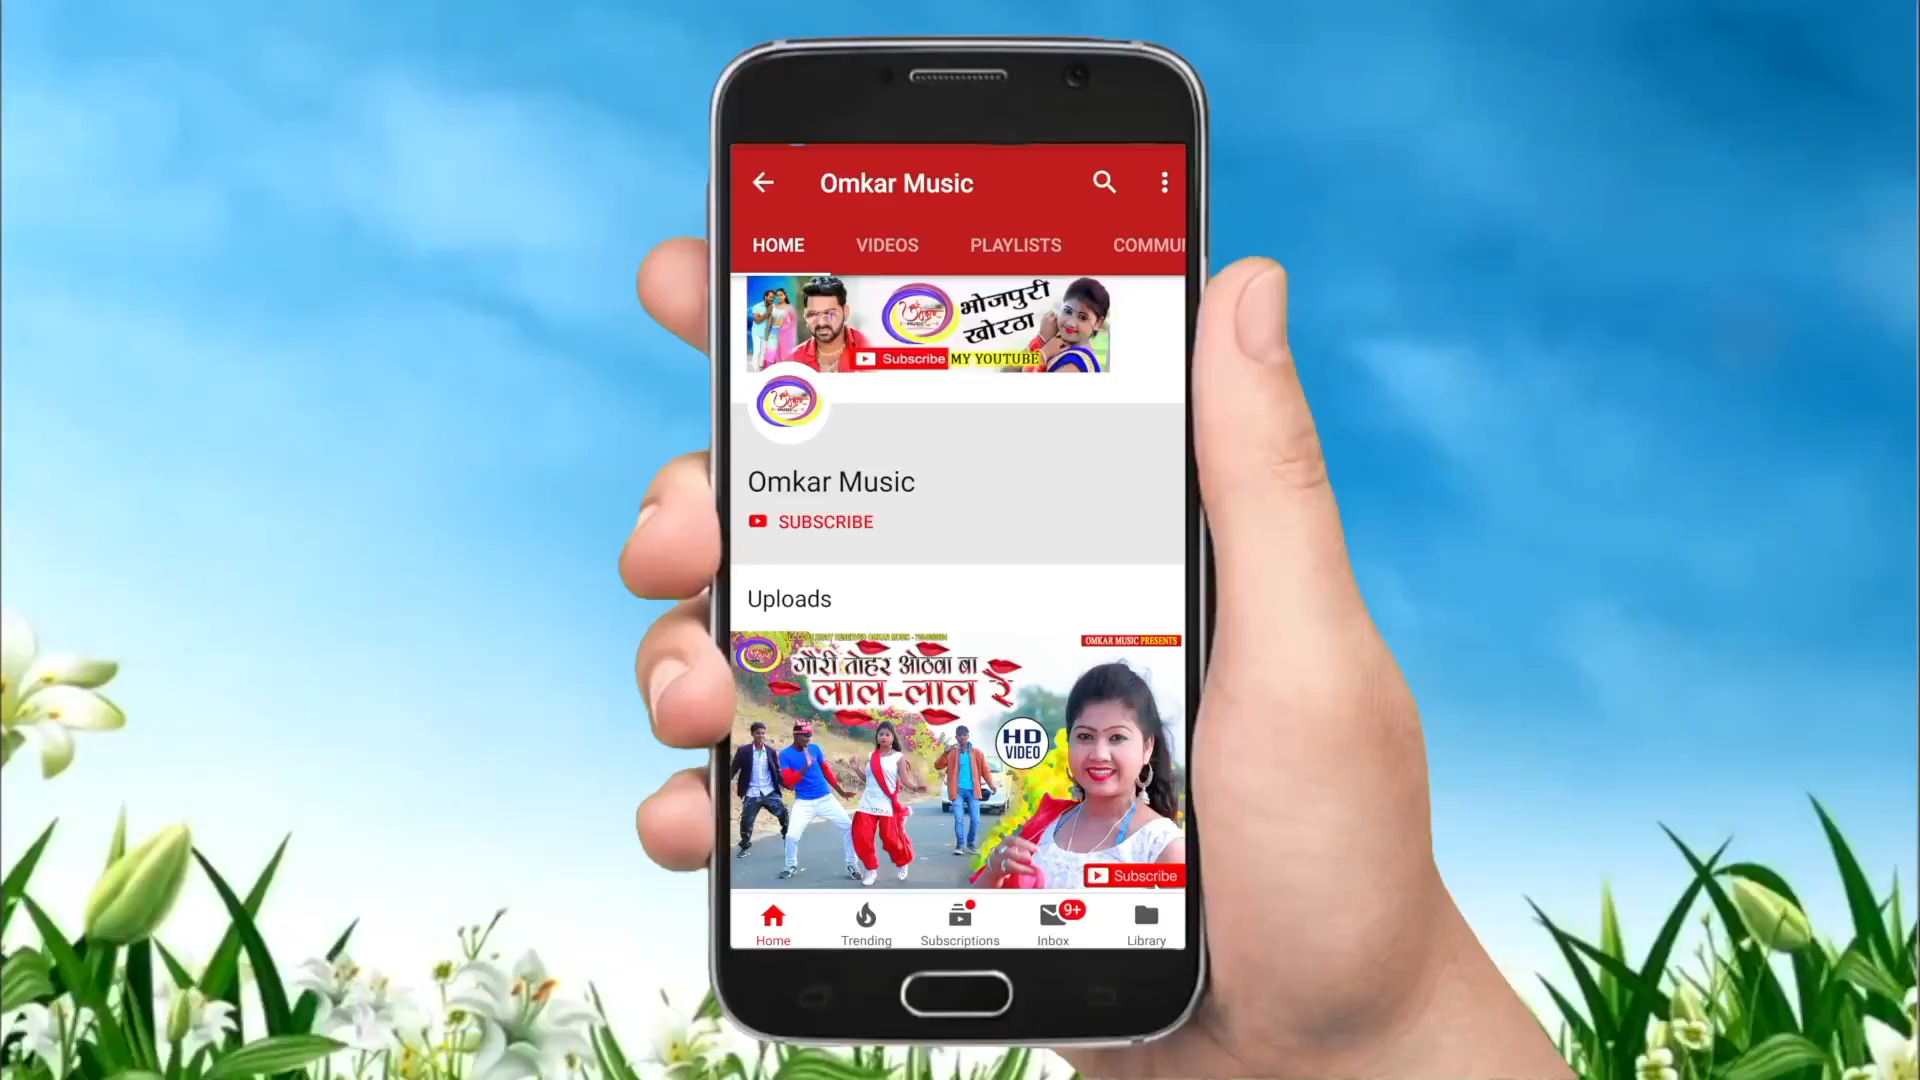 Omkar Music
HOME VIDEOS PLAYLISTS COMMU
भोजपुरी
खोरठा
Subscribe MY YOUTUBE
Omkar Music
SUBSCRIBE
Uploads
OMKAR MUSIC PRESENTS
गौरी तोहर ओठवा बा
लाल-लाल रे
HD
VIDEO
Subscribe
9+
Home Trending Subscriptions Inbox Library